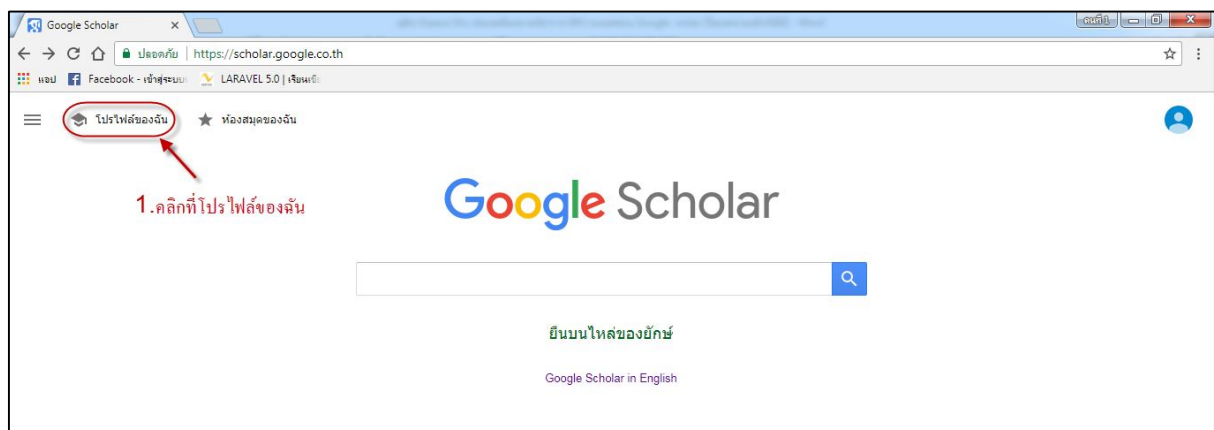 Google Scholar
คนที่1
ปลอดภัย | https://scholar.google.co.th
แอป Facebook - เข้าสู่ระบบ LARAVEL 5.0 | เรียนเขี
โปรไฟล์ของฉัน ห้องสมุดของฉัน
1.คลิกที่โปรไฟล์ของฉัน
Google Scholar
ยืนบนไหล่ของยักษ์
Google Scholar in English